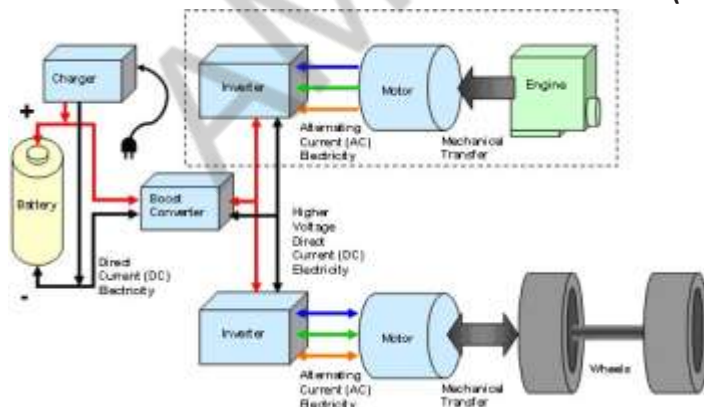 Charger
Inverter
Motor
Engine
Alternating
Current (AC)
Electricity
Mechanical
Transfer
+
Battery
Boost
Converter
Higher
Voltage
Direct
Current (DC)
Electricity
Direct
Current (DC)
Electricity
-
Inverter
Motor
Wheels
Alternating
Current (AC)
Electricity
Mechanical
Transfer